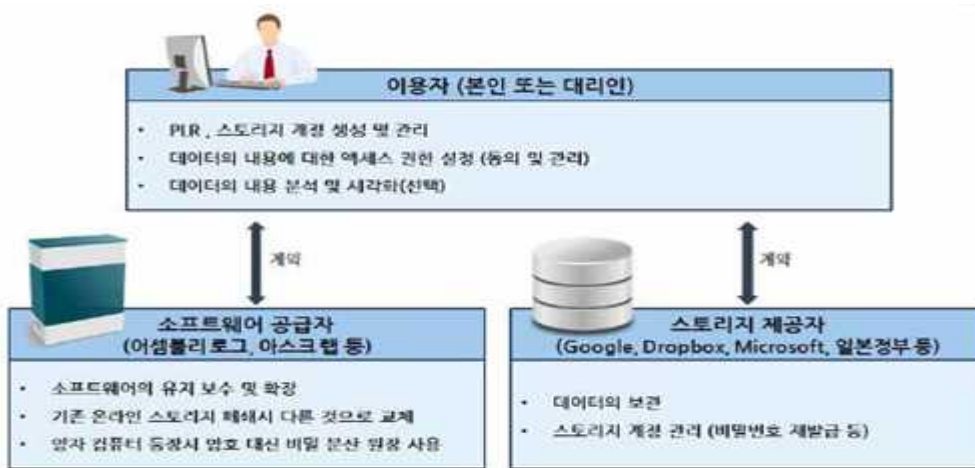 이용자 (본인 또는 대리인)
• PLR , 스토리지 계정 생성 및 관리
• 데이터의 내용에 대한 액세스 권한 설정 (동의 및 관리)
• 데이터의 내용 분석 및 시각화(선택)
계약
계약
소프트웨어 공급자
(어셈블리로그, 아스크랩 등)
• 소프트웨어의 유지 보수 및 확장
• 기존 온라인 스토리지 폐쇄시 다른 것으로 교체
• 양자 컴퓨터 등장시 암호 대신 비밀 분산 원장 사용
스토리지 제공자
(Google, Dropbox, Microsoft, 일본정부 등)
• 데이터의 보관
• 스토리지 계정 관리 (비밀번호 재발급 등)